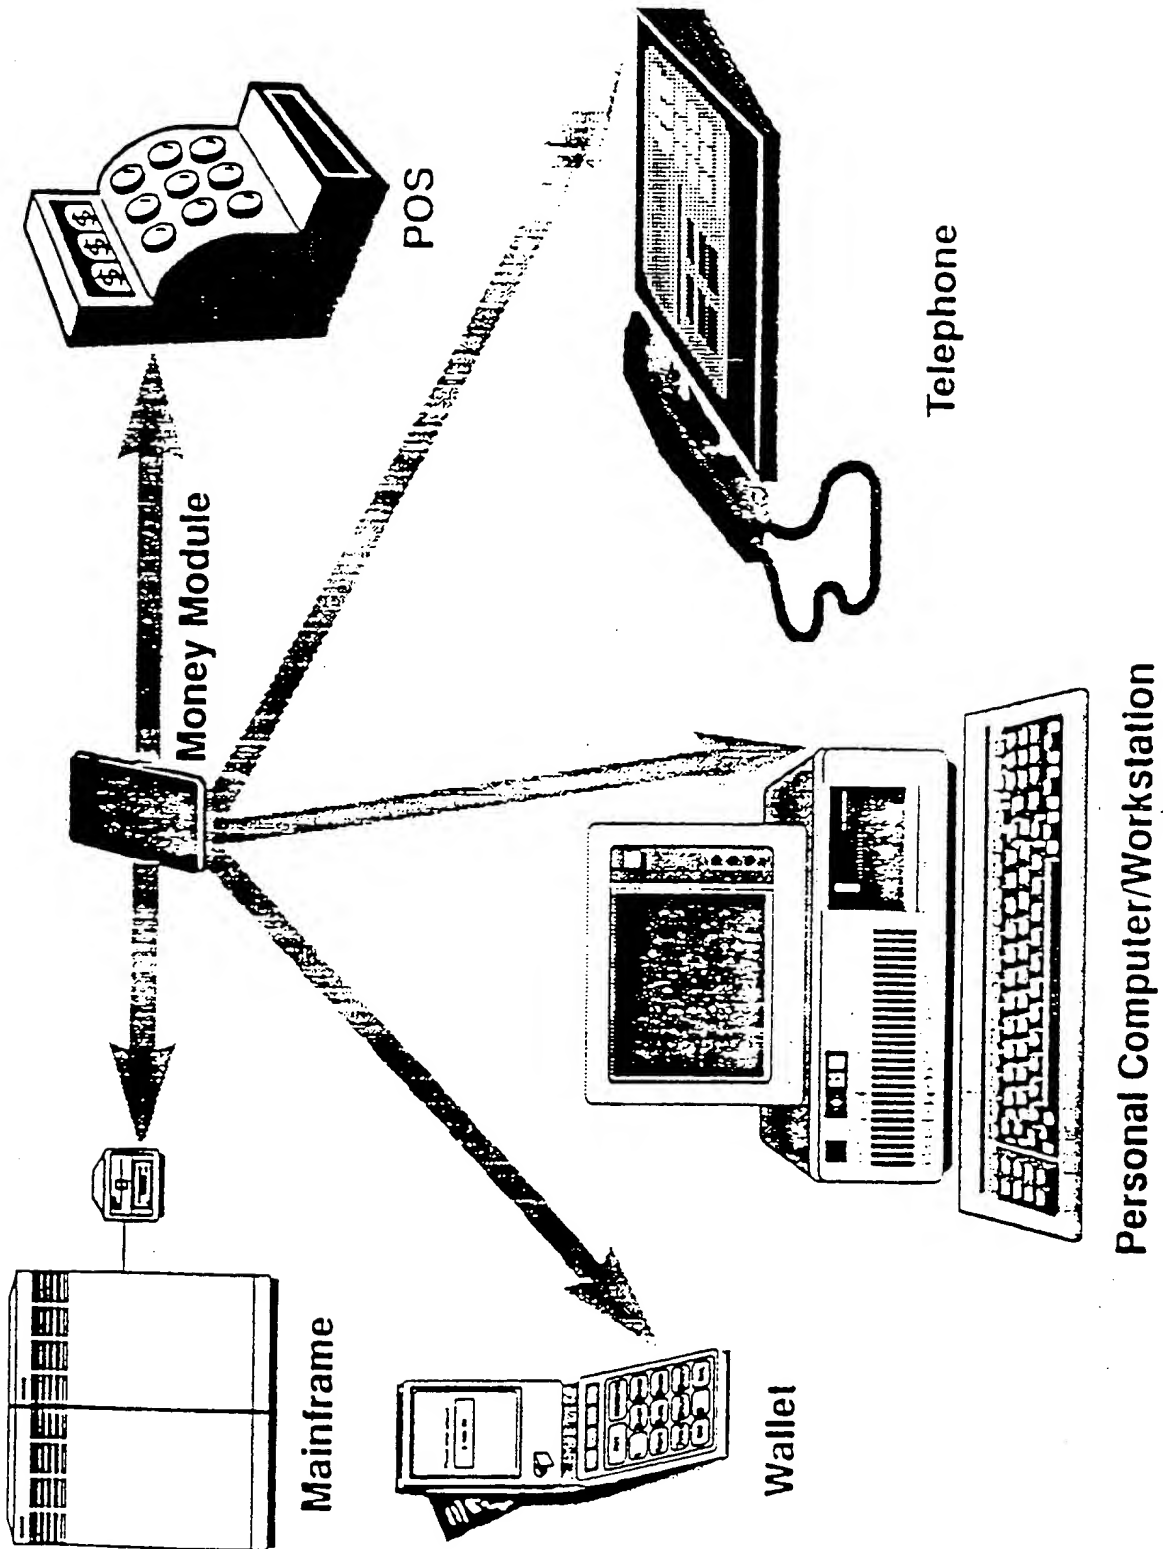 Mainframe
Money Module
$ $ $
POS
Wallet
Telephone
Personal Computer/Workstation